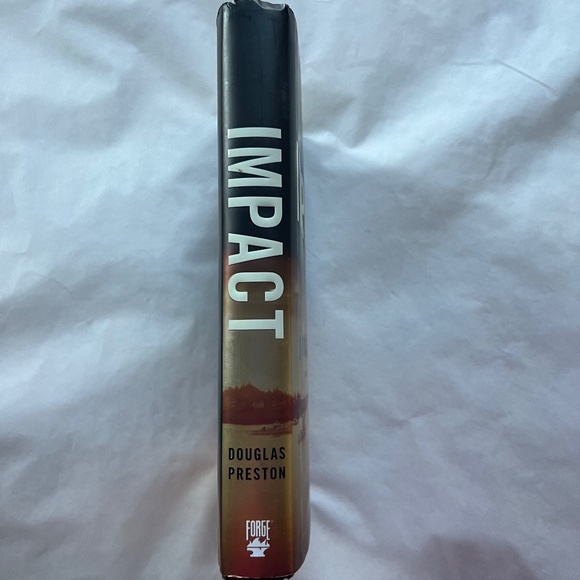 IMPACT
DOUGLAS
PRESTON
FORGE